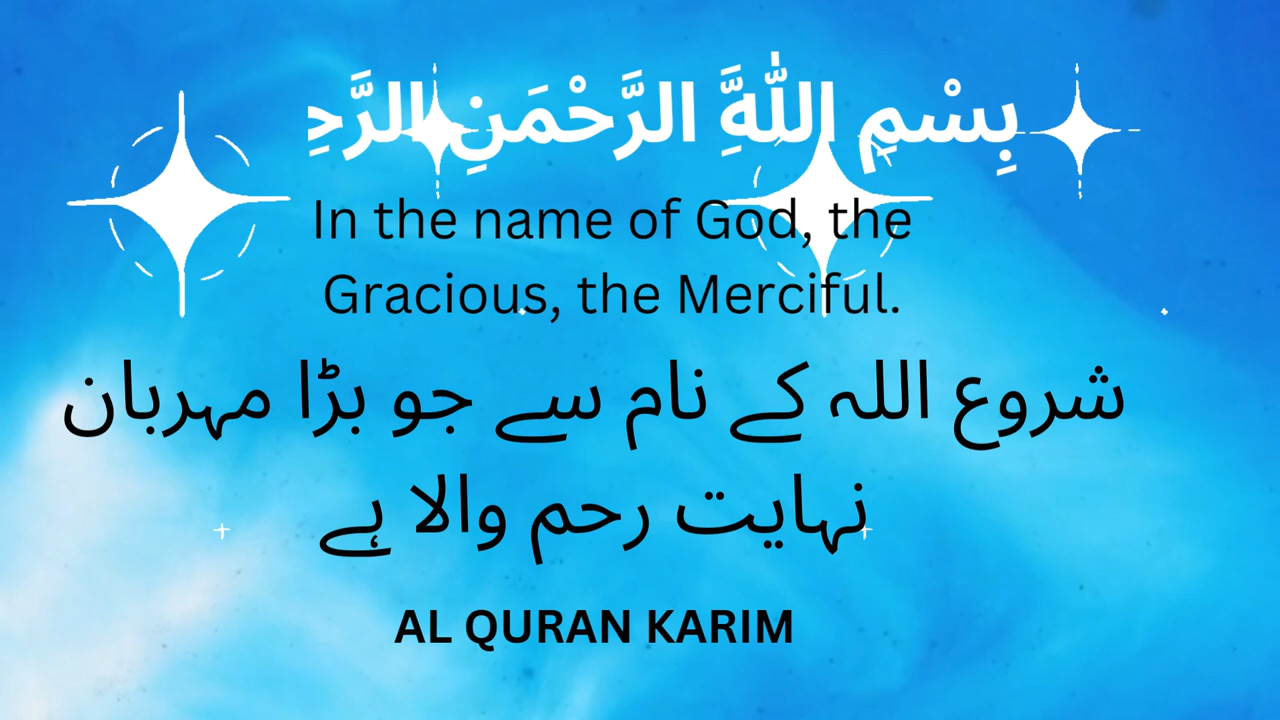 بِسْمِ اللَّهِ الرَّحْمَنِ الرَّحِ
In the name of God, the
Gracious, the Merciful.
شروع اللہ کے نام سے جو بڑا مہربان
نہایت رحم والا ہے
AL QURAN KARIM